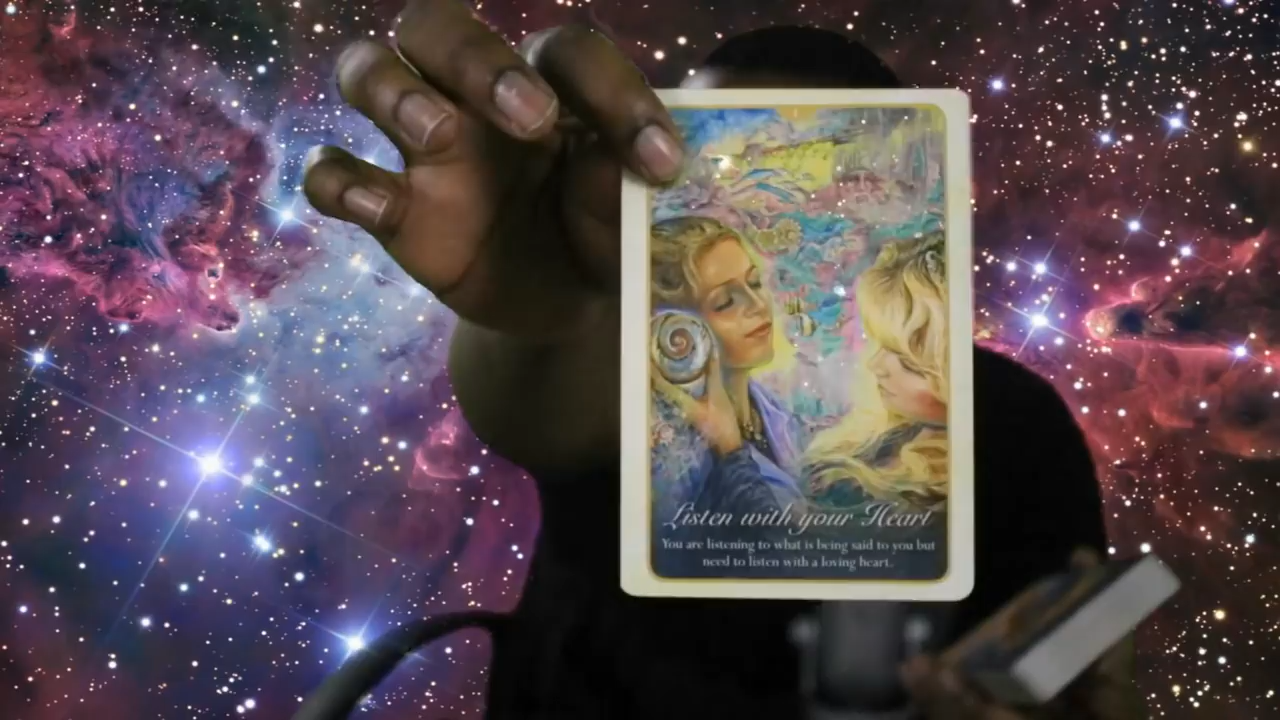 Listen with your Heart
You are listening to what is being said to you but
need to listen with a loving heart.